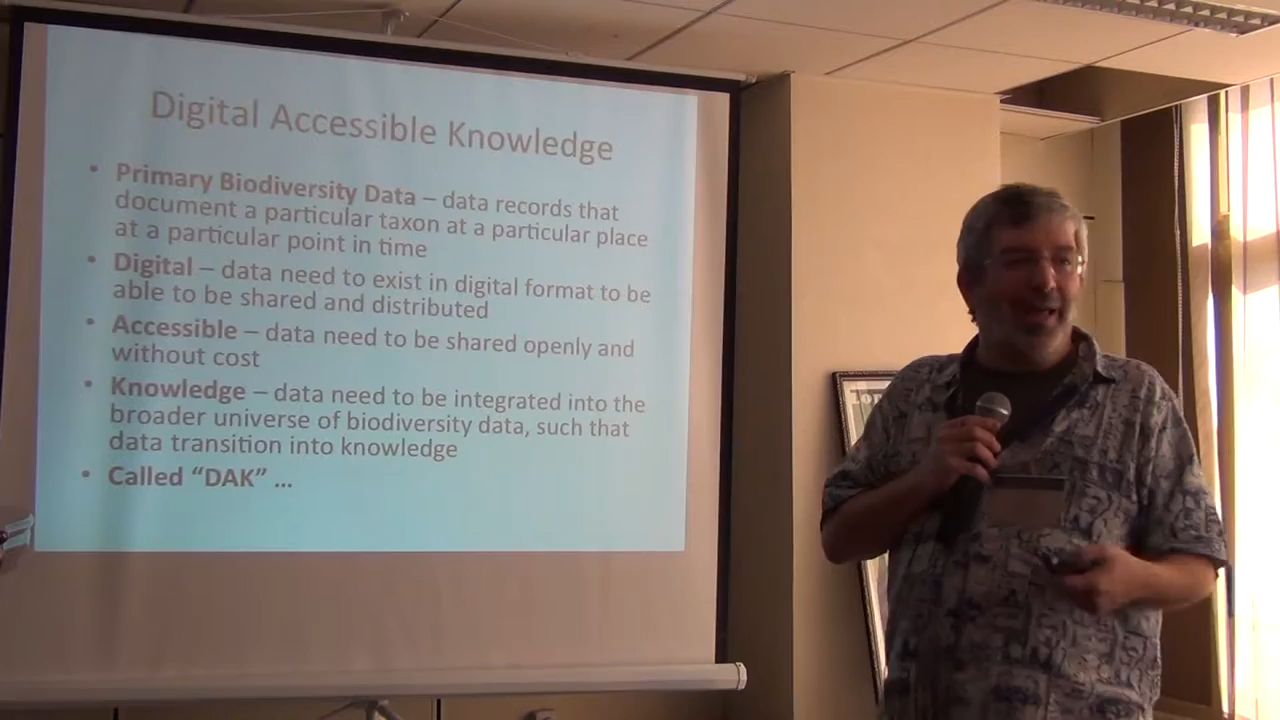 Digital Accessible Knowledge
• Primary Biodiversity Data – data records that
document a particular taxon at a particular place
at a particular point in time
• Digital – data need to exist in digital format to be
able to be shared and distributed
• Accessible – data need to be shared openly and
without cost
• Knowledge – data need to be integrated into the
broader universe of biodiversity data, such that
data transition into knowledge
• Called “DAK” ...